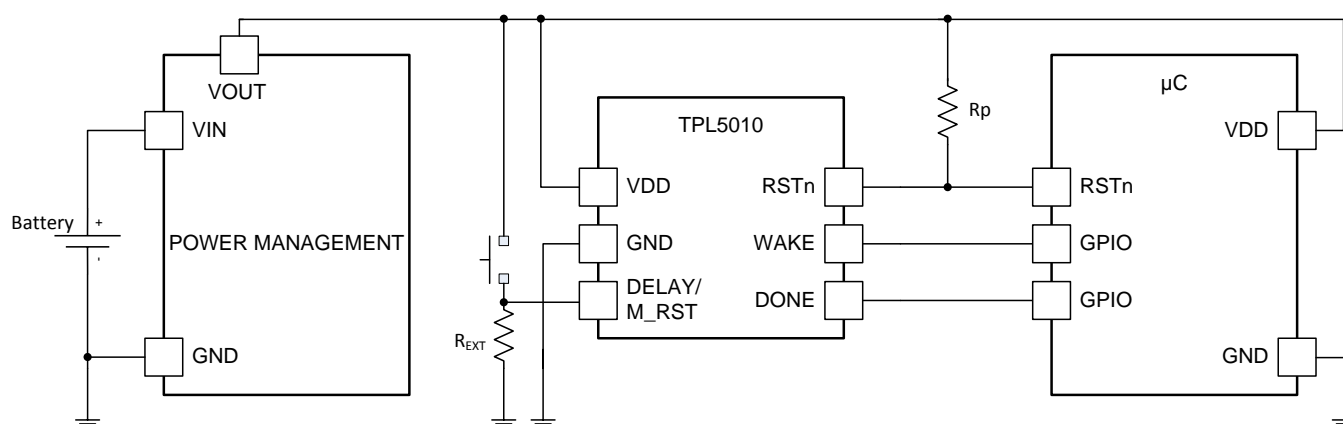 VOUT
VIN
Battery
+
-
POWER MANAGEMENT
GND
R_EXT
TPL5010
VDD
GND
DELAY/
M_RST
RSTn
WAKE
DONE
Rp
µC
VDD
RSTn
GPIO
GPIO
GND